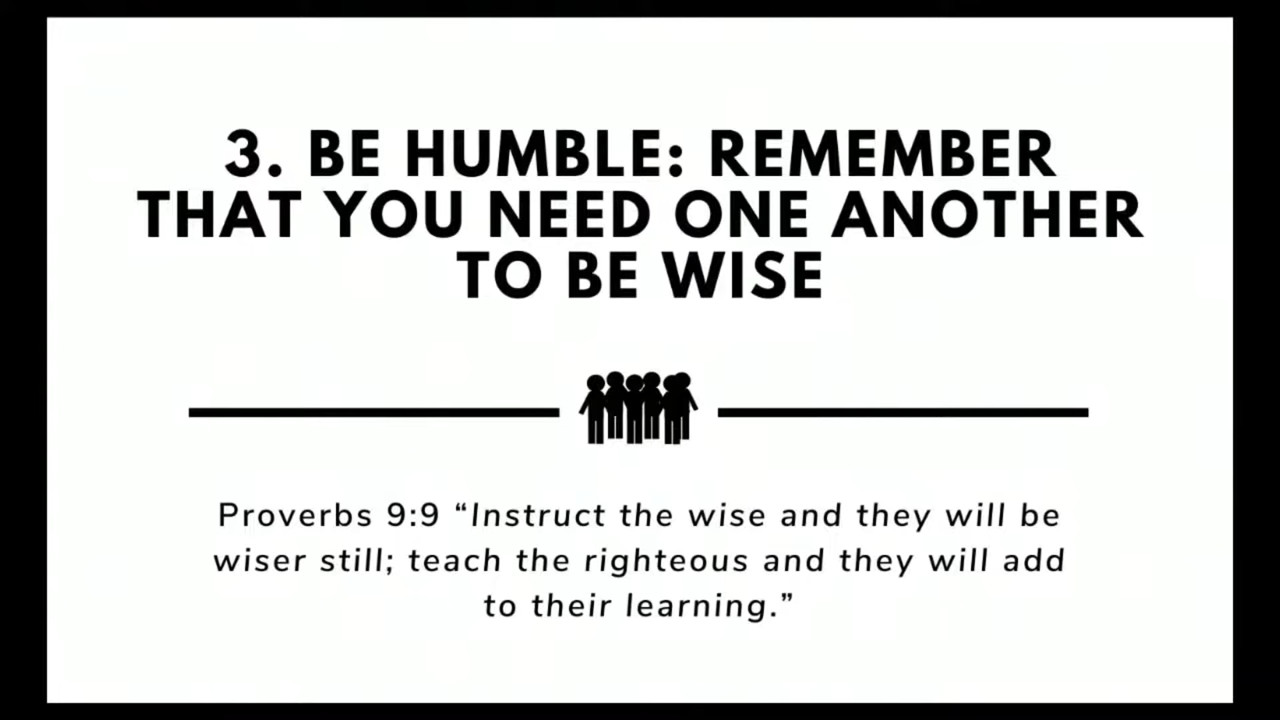 3. BE HUMBLE: REMEMBER
THAT YOU NEED ONE ANOTHER
TO BE WISE
Proverbs 9:9 “Instruct the wise and they will be
wiser still; teach the righteous and they will add
to their learning.”